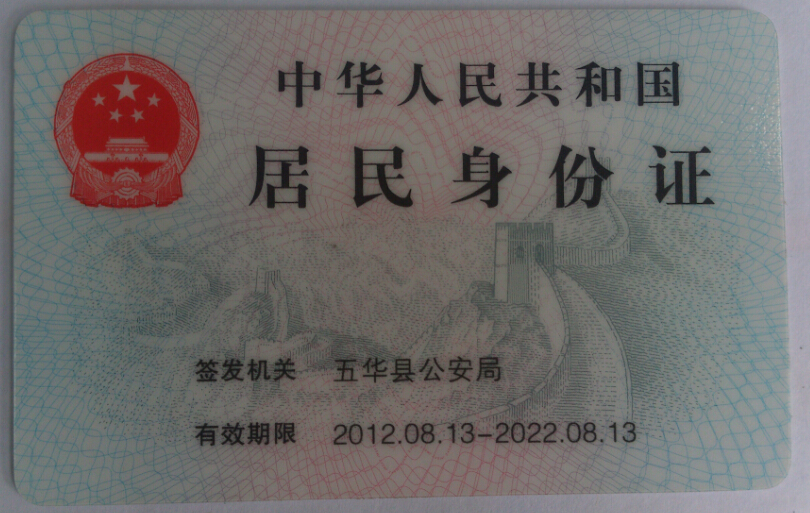 中华人民共和国
居民身份证
签发机关 五华县公安局
有效期限 2012.08.13-2022.08.13